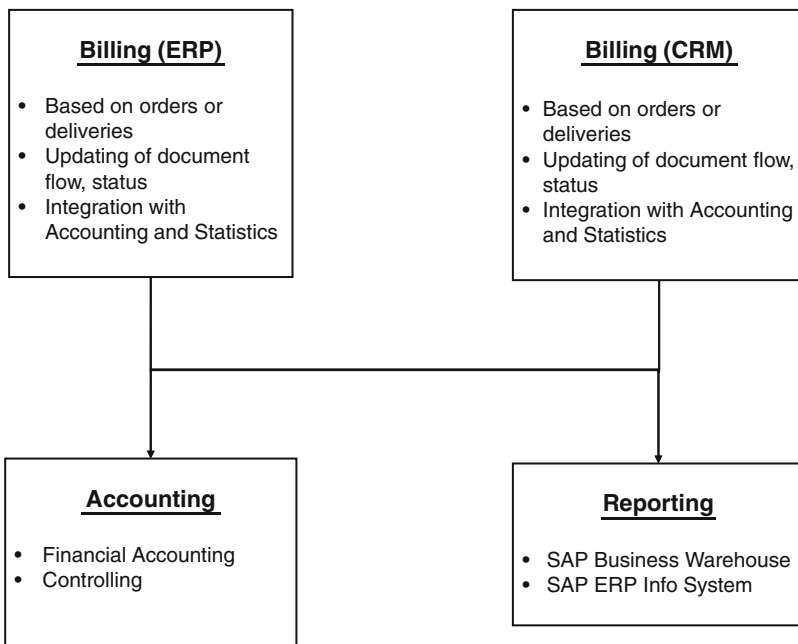 Billing (ERP)
• Based on orders or
deliveries
• Updating of document
flow, status
• Integration with
Accounting and Statistics
Billing (CRM)
• Based on orders or
deliveries
• Updating of document flow,
status
• Integration with Accounting
and Statistics
Accounting
• Financial Accounting
• Controlling
Reporting
• SAP Business Warehouse
• SAP ERP Info System